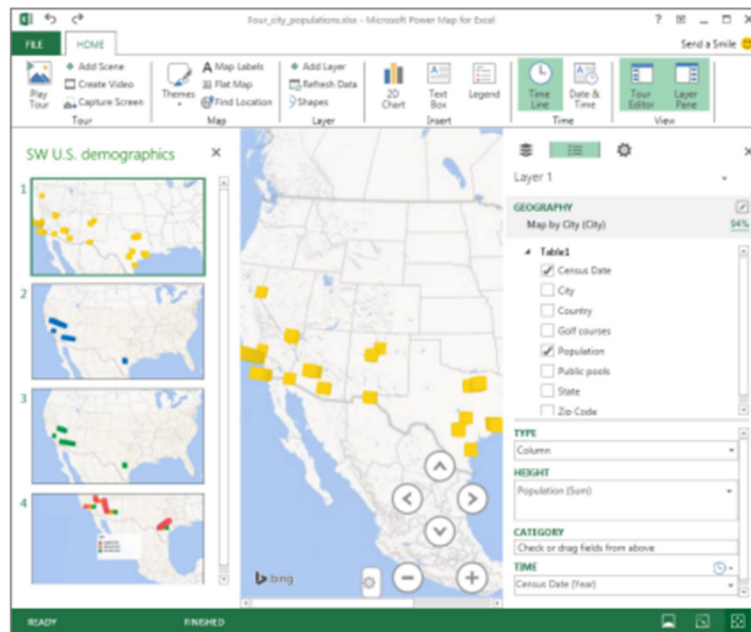 Four_city_populations.xlsx - Microsoft Power Map for Excel
FILE HOME Send a Smile
Play Tour
Add Scene
Create Video
Capture Screen
Tour
Themes
Map Labels
Flat Map
Find Location
Map
Add Layer
Refresh Data
Shapes
Layer
2D Chart
Text Box
Legend
Insert
Time Line
Date & Time
Time
Tour Editor
Layer Pane
View
SW U.S. demographics
1
2
3
4
bing
Layer 1
GEOGRAPHY
Map by City (City) 94%
Table1
Census Date
City
Country
Golf courses
Population
Public pools
State
Zip Code
TYPE
Column
HEIGHT
Population (Sum)
CATEGORY
Check or drag fields from above
TIME
Census Date (Year)
READY FINISHED